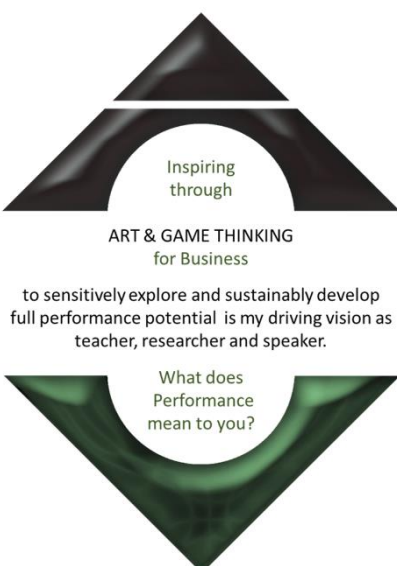 Inspiring
through
ART & GAME THINKING
for Business
to sensitively explore and sustainably develop
full performance potential is my driving vision as
teacher, researcher and speaker.
What does
Performance
mean to you?